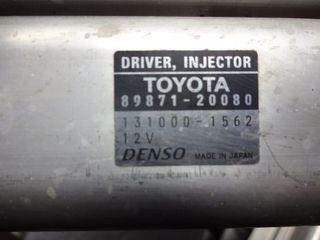 DRIVER, INJECTOR
TOYOTA
89871-20080
131000-1562
12V
DENSO MADE IN JAPAN